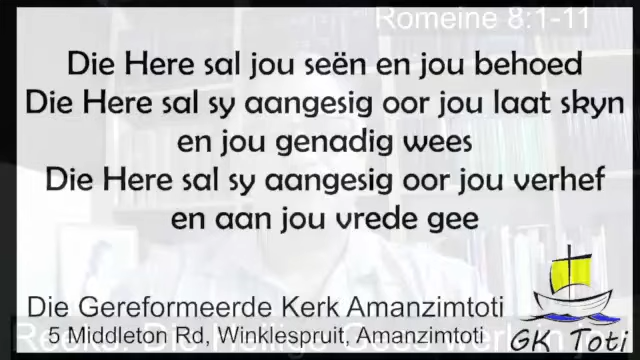 Romeine 8:1-11
Die Here sal jou seën en jou behoed
Die Here sal sy aangesig oor jou laat skyn
en jou genadig wees
Die Here sal sy aangesig oor jou verhef
en aan jou vrede gee
Die Gereformeerde Kerk Amanzimtoti
5 Middleton Rd, Winklespruit, Amanzimtoti
GK Toti